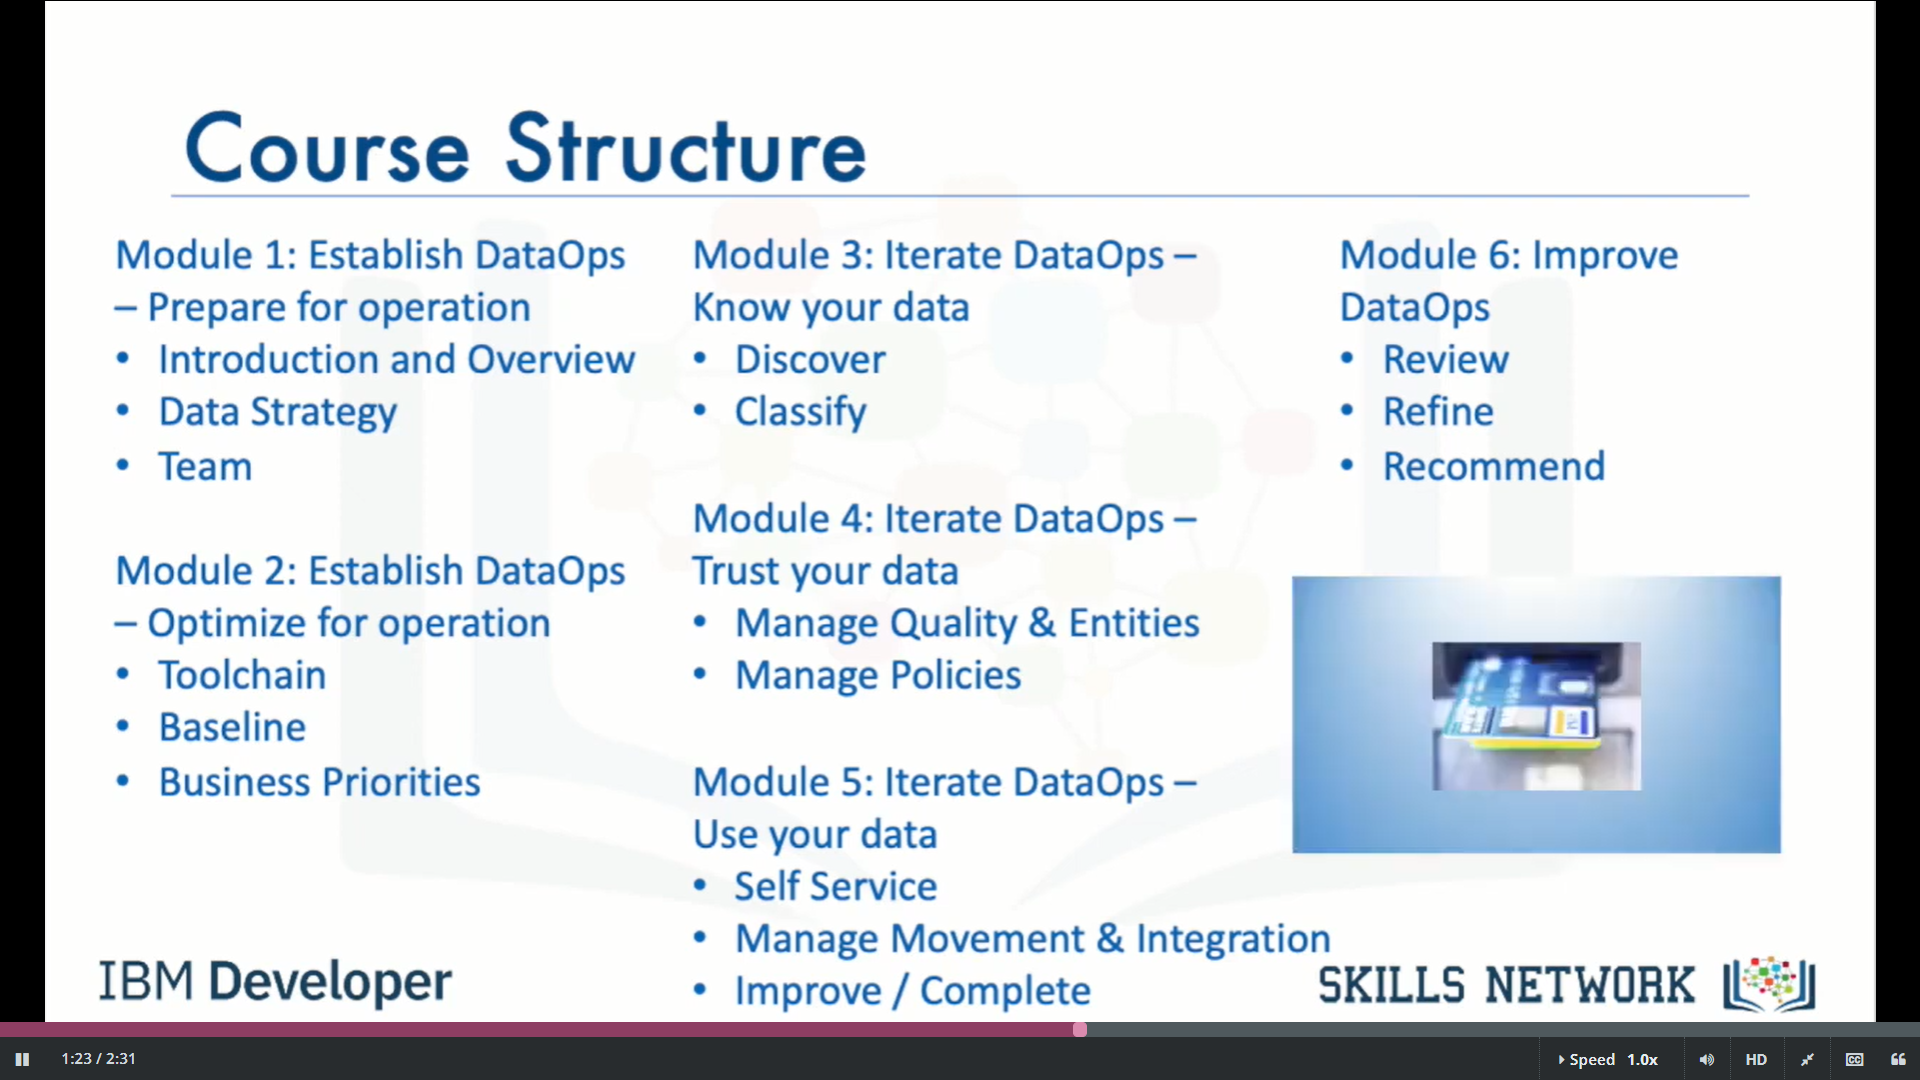 Course Structure
Module 1: Establish DataOps
– Prepare for operation
• Introduction and Overview
• Data Strategy
• Team
Module 2: Establish DataOps
– Optimize for operation
• Toolchain
• Baseline
• Business Priorities
Module 3: Iterate DataOps –
Know your data
• Discover
• Classify
Module 4: Iterate DataOps –
Trust your data
• Manage Quality & Entities
• Manage Policies
Module 5: Iterate DataOps –
Use your data
• Self Service
• Manage Movement & Integration
• Improve / Complete
Module 6: Improve
DataOps
• Review
• Refine
• Recommend
IBM Developer
SKILLS NETWORK
1:23 / 2:31
Speed 1.0x
HD
CC